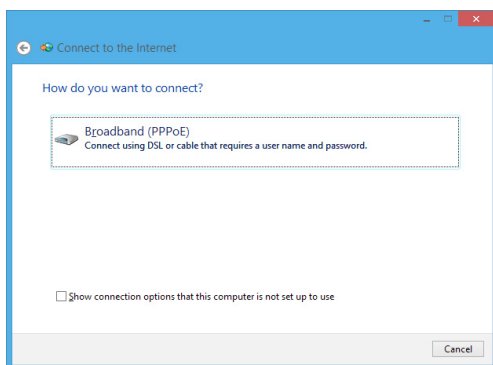 Connect to the Internet
How do you want to connect?
Broadband (PPPoE)
Connect using DSL or cable that requires a user name and password.
Show connection options that this computer is not set up to use
Cancel